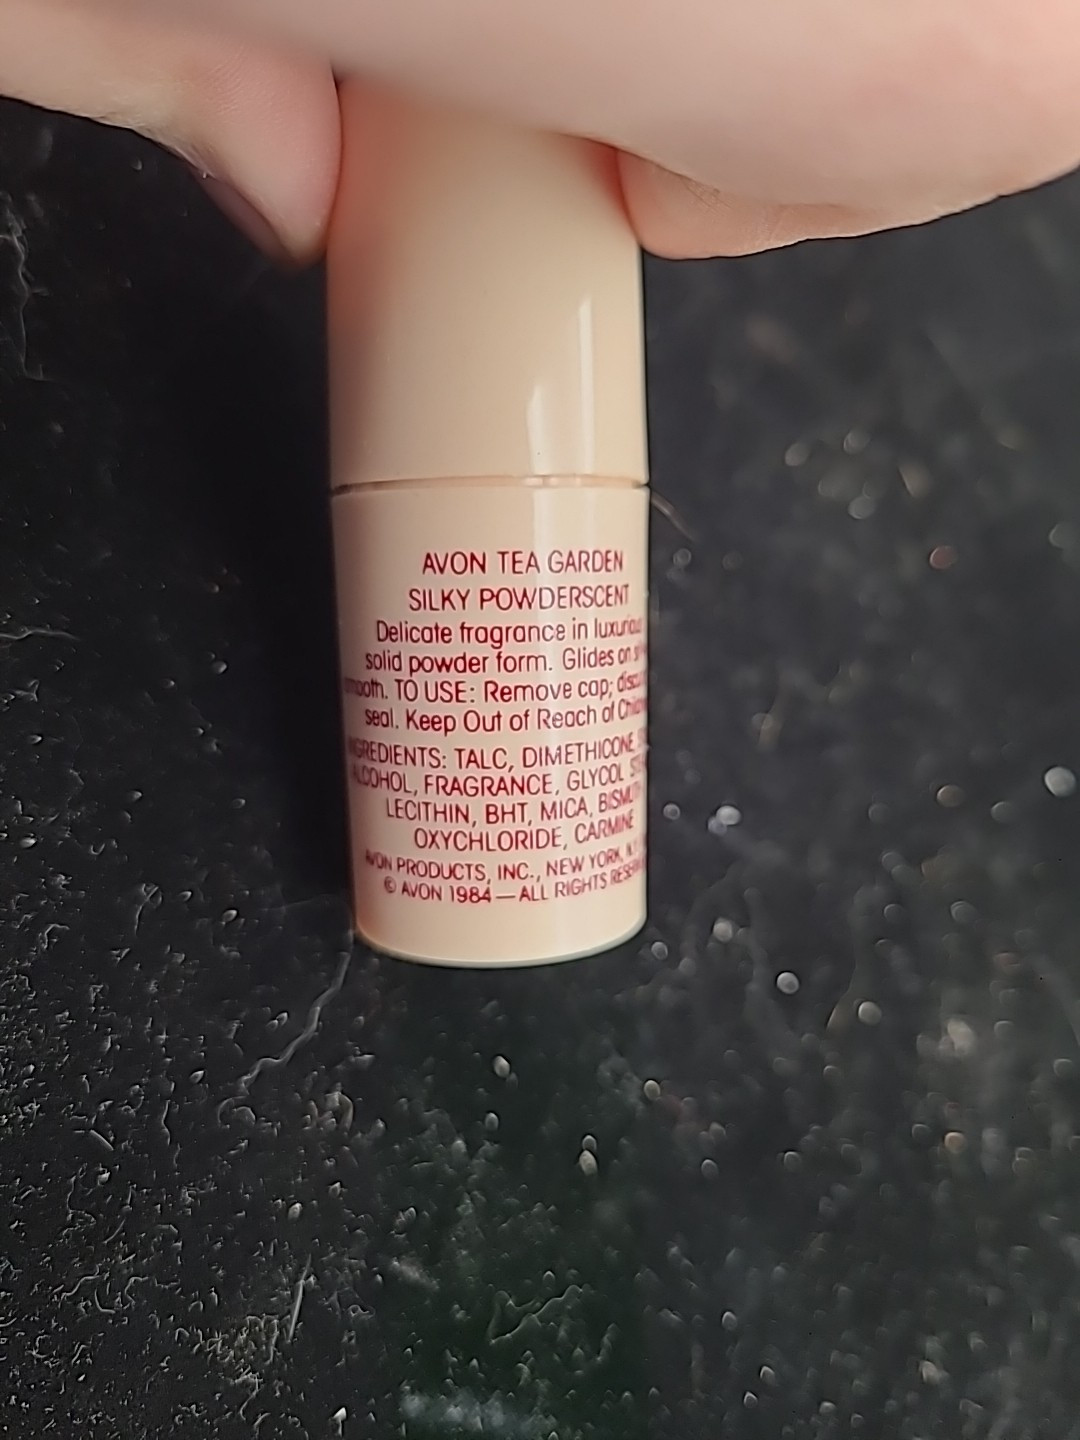 AVON TEA GARDEN
SILKY POWDERSCENT
Delicate fragrance in luxurious
solid powder form. Glides on
TO USE: Remove cap;
seal. Keep Out of Reach of
INGREDIENTS: TALC, DIMETHICONE,
ALCOHOL, FRAGRANCE, GLYCOL
LECITHIN, BHT, MICA, BISMUTH
OXYCHLORIDE, CARMINE
AVON PRODUCTS, INC., NEW YORK,
© AVON 1984 — ALL RIGHTS